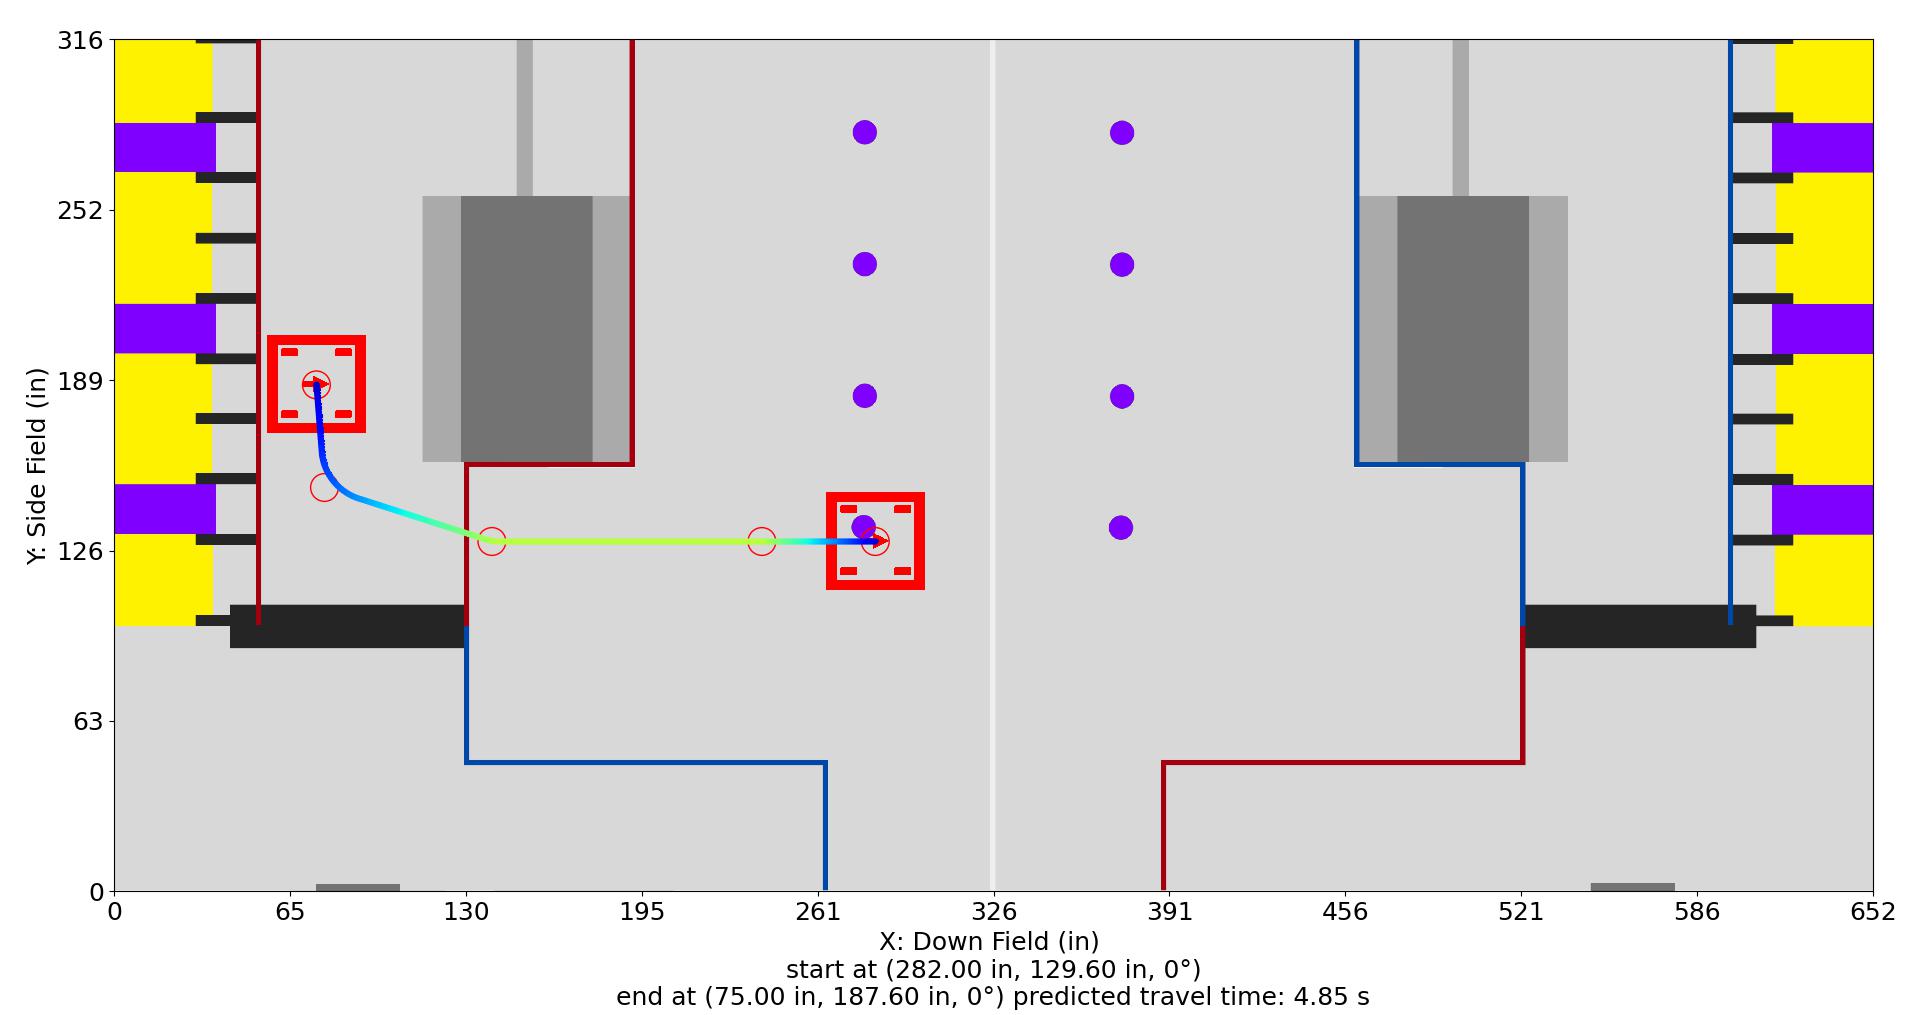 316
252
189
126
63
0
Y: Side Field (in)
0 65 130 195 261 326 391 456 521 586 652
X: Down Field (in)
start at (282.00 in, 129.60 in, 0°)
end at (75.00 in, 187.60 in, 0°) predicted travel time: 4.85 s